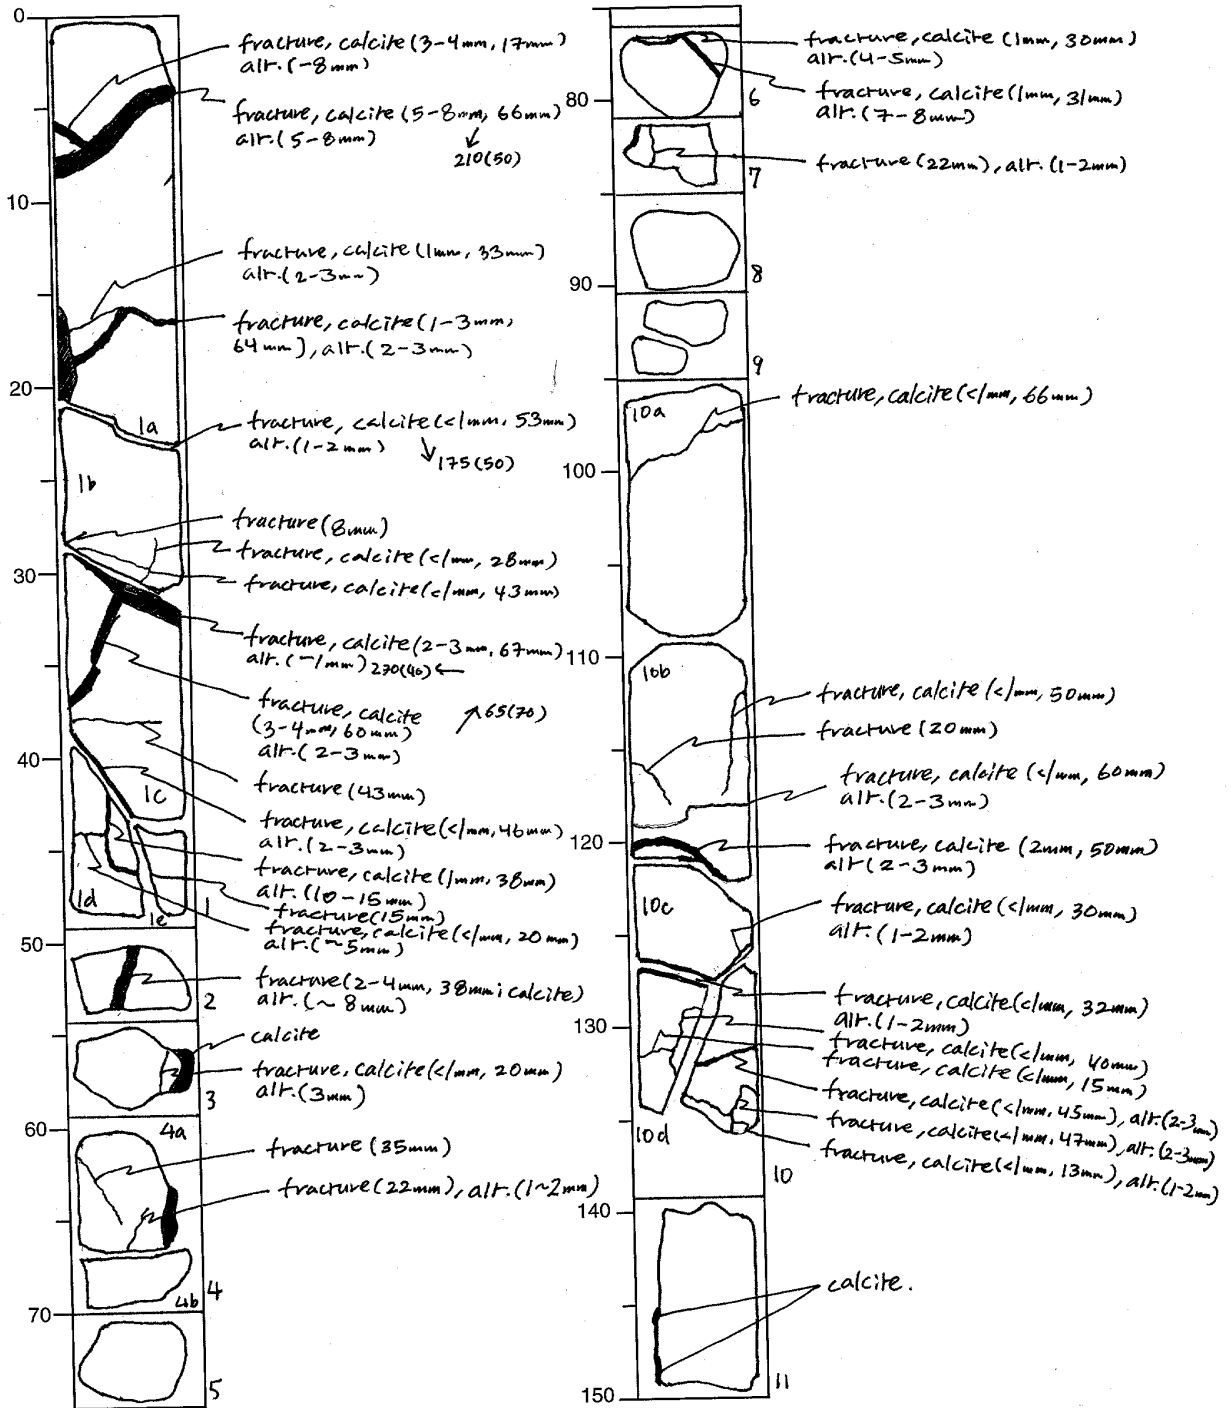 0
fracture, calcite (3-4mm, 17mm)
alt. (~8mm)
fracture, calcite (5-8mm, 66mm)
alt. (5-8mm)
↓
210(50)
10
fracture, calcite (1mm, 33mm)
alt. (2-3mm)
fracture, calcite (1-3mm,
64mm), alt. (2-3mm)
20
1a
fracture, calcite (<1mm, 53mm)
alt. (1-2mm)
↓ 175(50)
1b
fracture (8mm)
fracture, calcite (<1mm, 28mm)
30
fracture, calcite (<1mm, 43mm)
fracture, calcite (2-3mm, 67mm)
alt. (~1mm) 270(40) ←
fracture, calcite
(3-4mm, 60mm)
alt. (2-3mm)
↗ 65(70)
40
fracture (43mm)
1c
fracture, calcite (<1mm, 46mm)
alt. (2-3mm)
fracture, calcite (1mm, 38mm)
alt. (10-15mm)
1d
1e
1
fracture (15mm)
fracture, calcite (<1mm, 20mm)
alt. (~5mm)
50
fracture (2-4mm, 38mm; calcite)
alt. (~8mm)
2
calcite
fracture, calcite (<1mm, 20mm)
alt. (3mm)
3
60
4a
fracture (35mm)
fracture (22mm), alt. (1~2mm)
4b
4
70
5
fracture, calcite (1mm, 30mm)
alt. (4-5mm)
80
fracture, calcite (1mm, 31mm)
alt. (7-8mm)
6
fracture (22mm), alt. (1-2mm)
7
8
90
9
10a
fracture, calcite (<1mm, 66mm)
100
110
10b
fracture, calcite (<1mm, 50mm)
fracture (20mm)
fracture, calcite (<1mm, 60mm)
alt. (2-3mm)
120
fracture, calcite (2mm, 50mm)
alt (2-3mm)
10c
fracture, calcite (<1mm, 30mm)
alt. (1-2mm)
fracture, calcite (<1mm, 32mm)
130
alt. (1-2mm)
fracture, calcite (<1mm, 40mm)
fracture, calcite (<1mm, 15mm)
fracture, calcite (<1mm, 45mm), alt. (2-3mm)
fracture, calcite (<1mm, 47mm), alt. (2-3mm)
10d
fracture, calcite (<1mm, 13mm), alt. (1-2mm)
10
140
calcite.
11
150